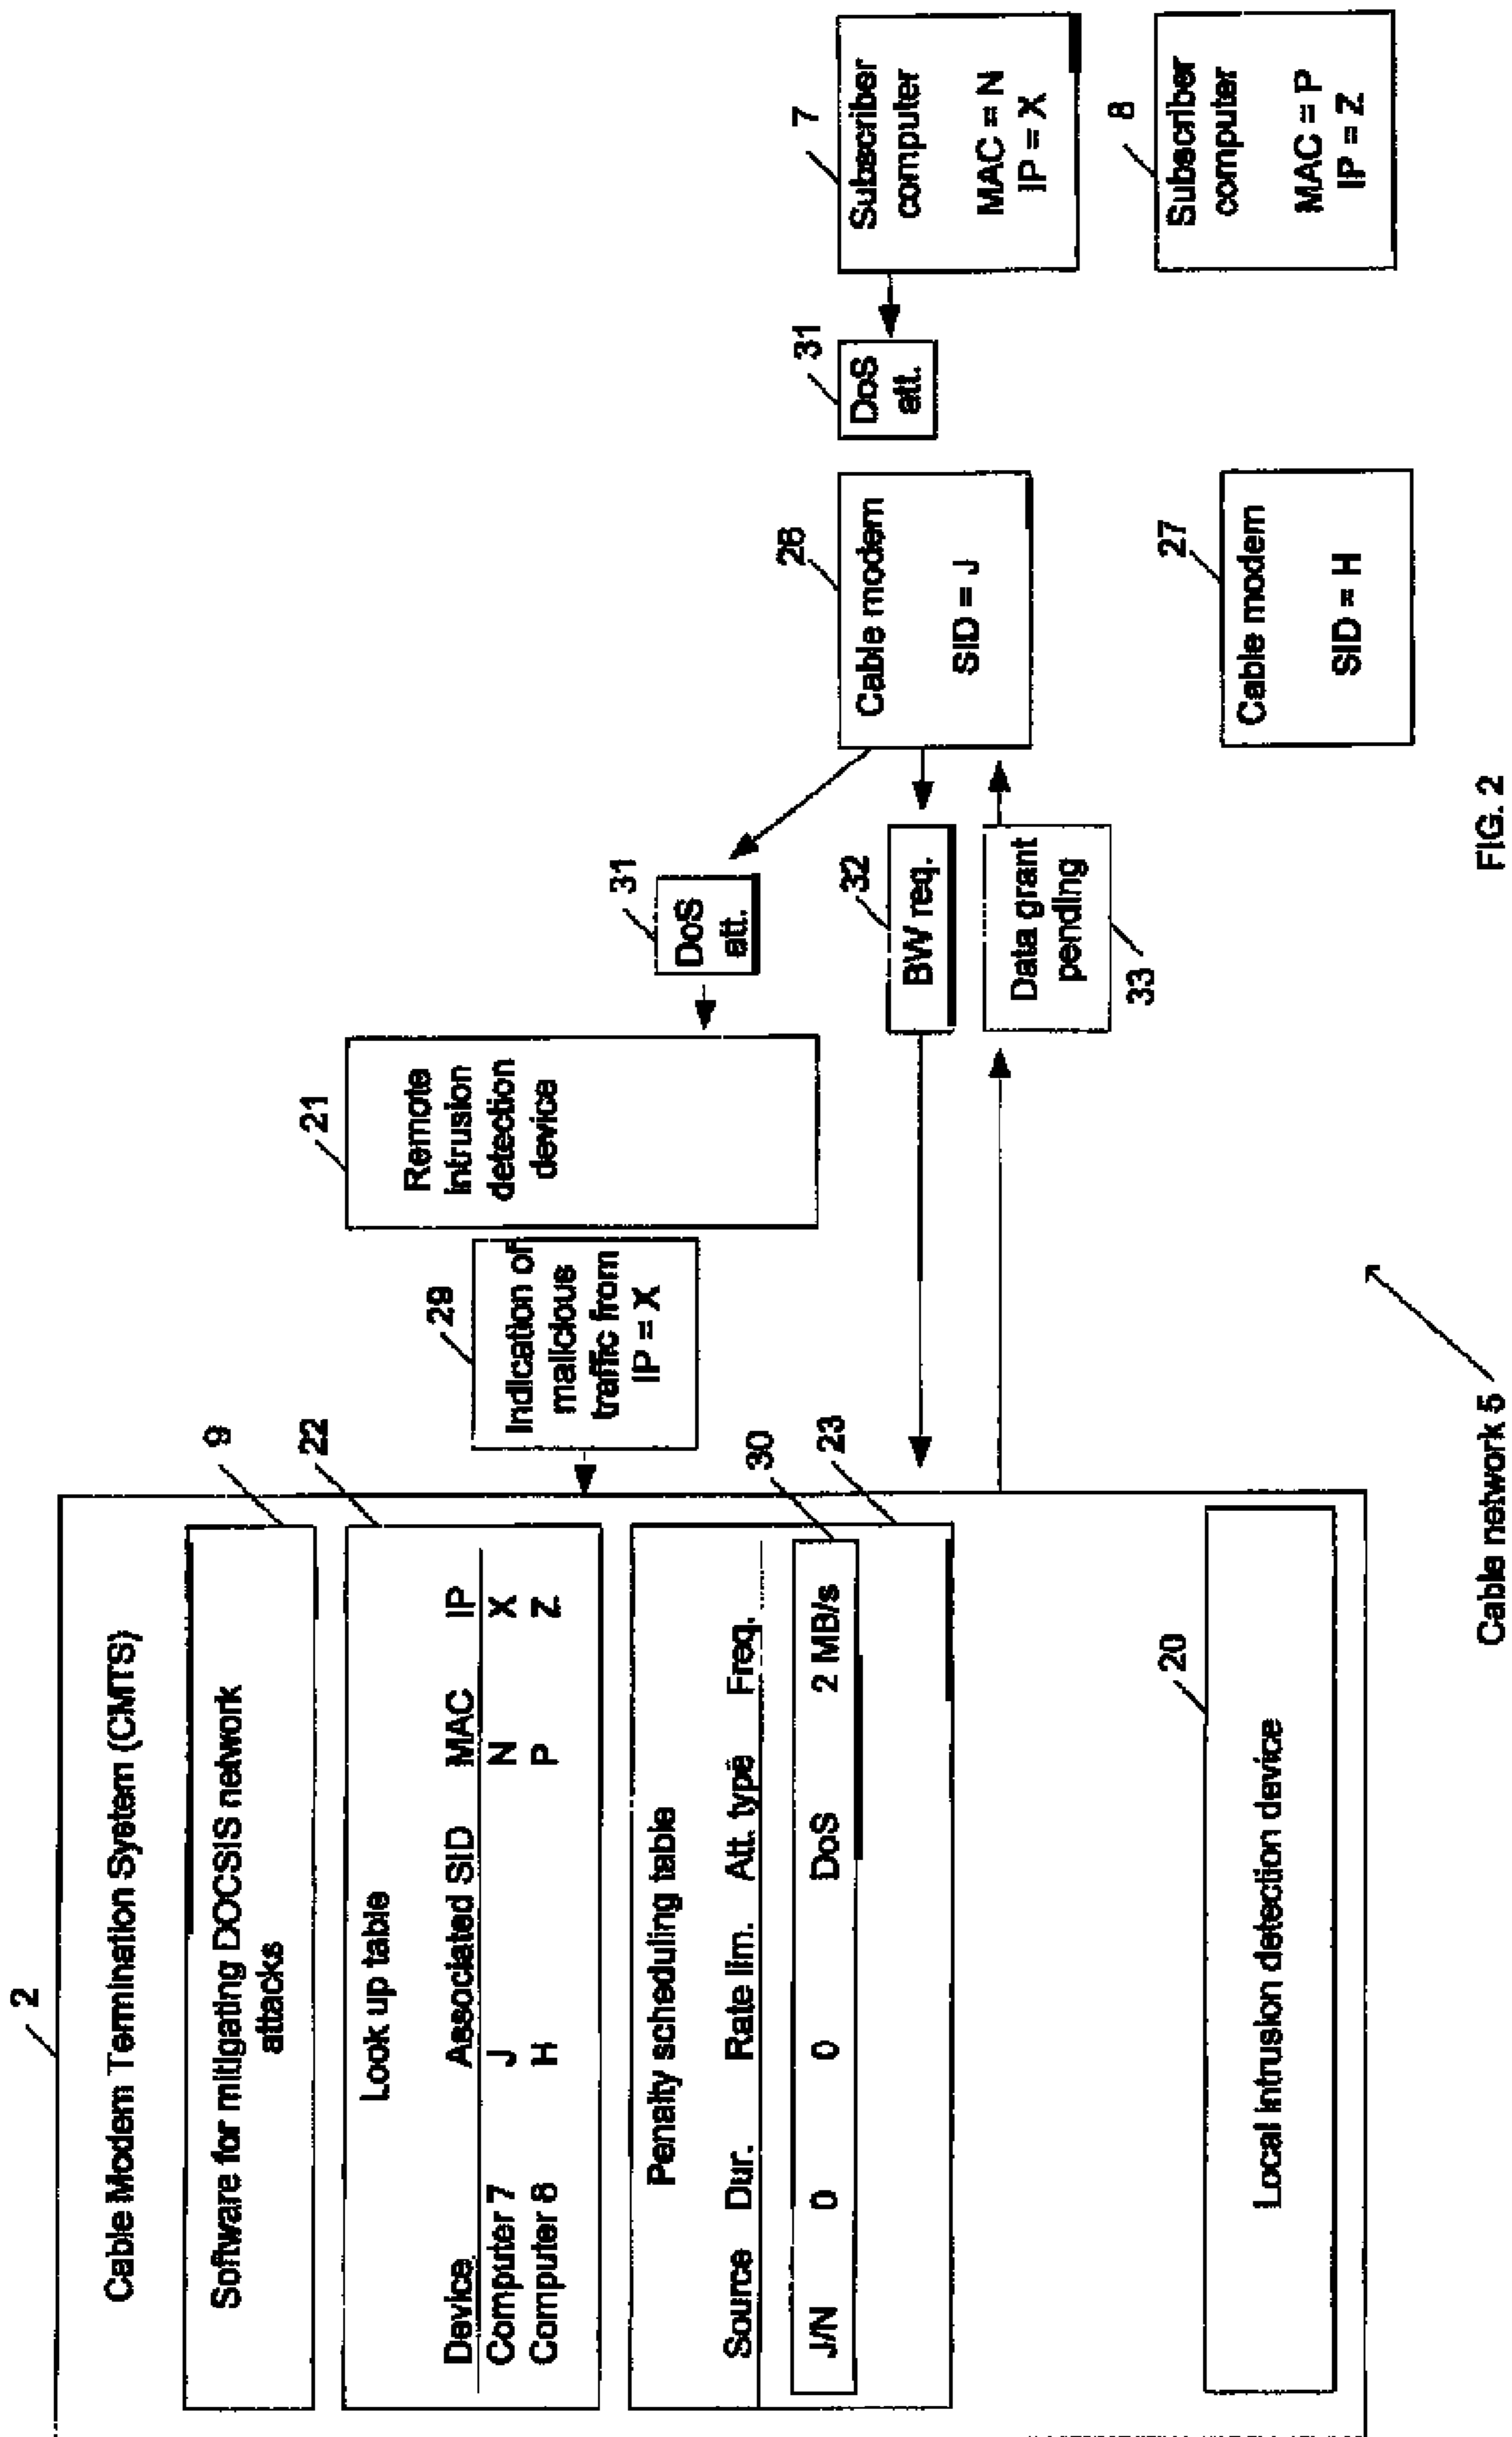 2
Cable Modem Termination System (CMTS)
9
Software for mitigating DOCSIS network
attacks
22
Look up table
Device Associated SID MAC IP
Computer 7 J N X
Computer 8 H P Z
Penalty scheduling table
Source Dur. Rate lim. Att. type Freq.
30
J/N 0 0 DoS 2 MB/s
23
20
Local intrusion detection device
29
Indication of
malicious
traffic from
IP = X
21
Remote
intrusion
detection
device
31
DoS
att.
32
BW req.
Data grant
pending
33
26
Cable modem
SID = J
27
Cable modem
SID = H
31
DoS
att.
7
Subscriber
computer
MAC = N
IP = X
8
Subscriber
computer
MAC = P
IP = Z
Cable network 5
FIG. 2